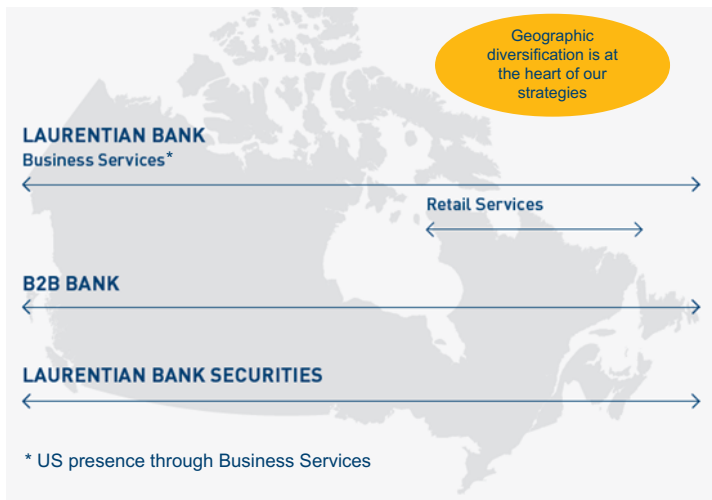 Geographic
diversification is at
the heart of our
strategies
LAURENTIAN BANK
Business Services*
Retail Services
B2B BANK
LAURENTIAN BANK SECURITIES
* US presence through Business Services